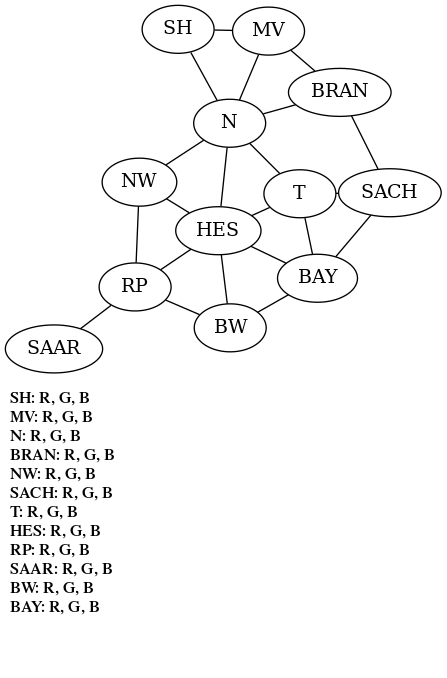 SH
MV
BRAN
N
NW
T
SACH
HES
BAY
RP
BW
SAAR
SH: R, G, B
MV: R, G, B
N: R, G, B
BRAN: R, G, B
NW: R, G, B
SACH: R, G, B
T: R, G, B
HES: R, G, B
RP: R, G, B
SAAR: R, G, B
BW: R, G, B
BAY: R, G, B